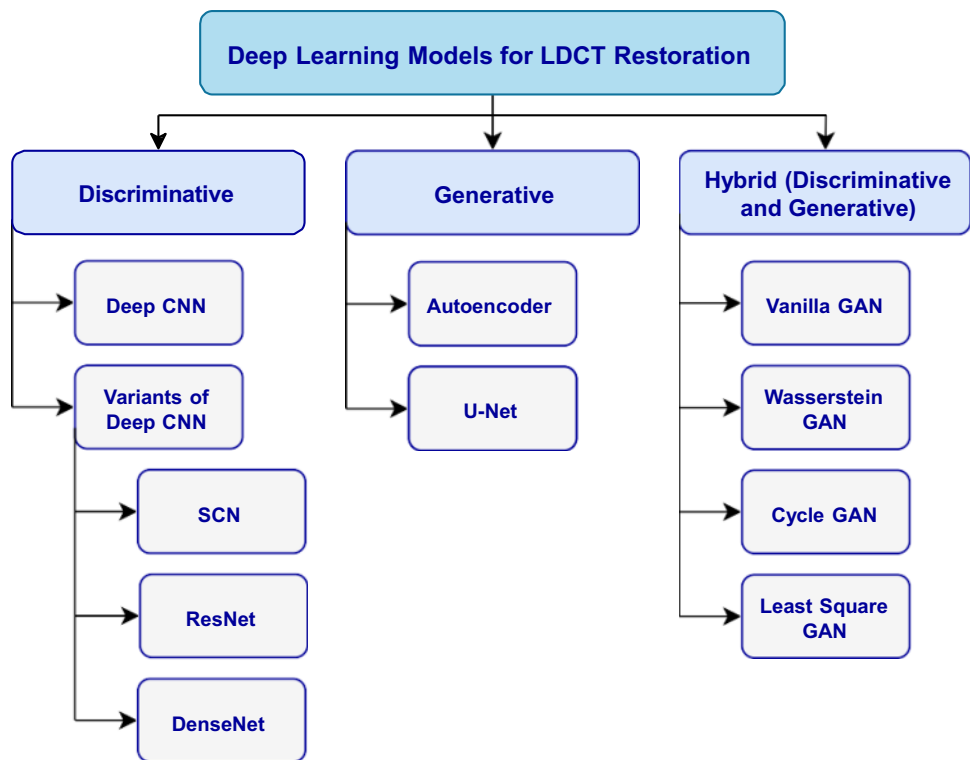 Deep Learning Models for LDCT Restoration
Discriminative
Deep CNN
Variants of
Deep CNN
SCN
ResNet
DenseNet
Generative
Autoencoder
U-Net
Hybrid (Discriminative
and Generative)
Vanilla GAN
Wasserstein
GAN
Cycle GAN
Least Square
GAN